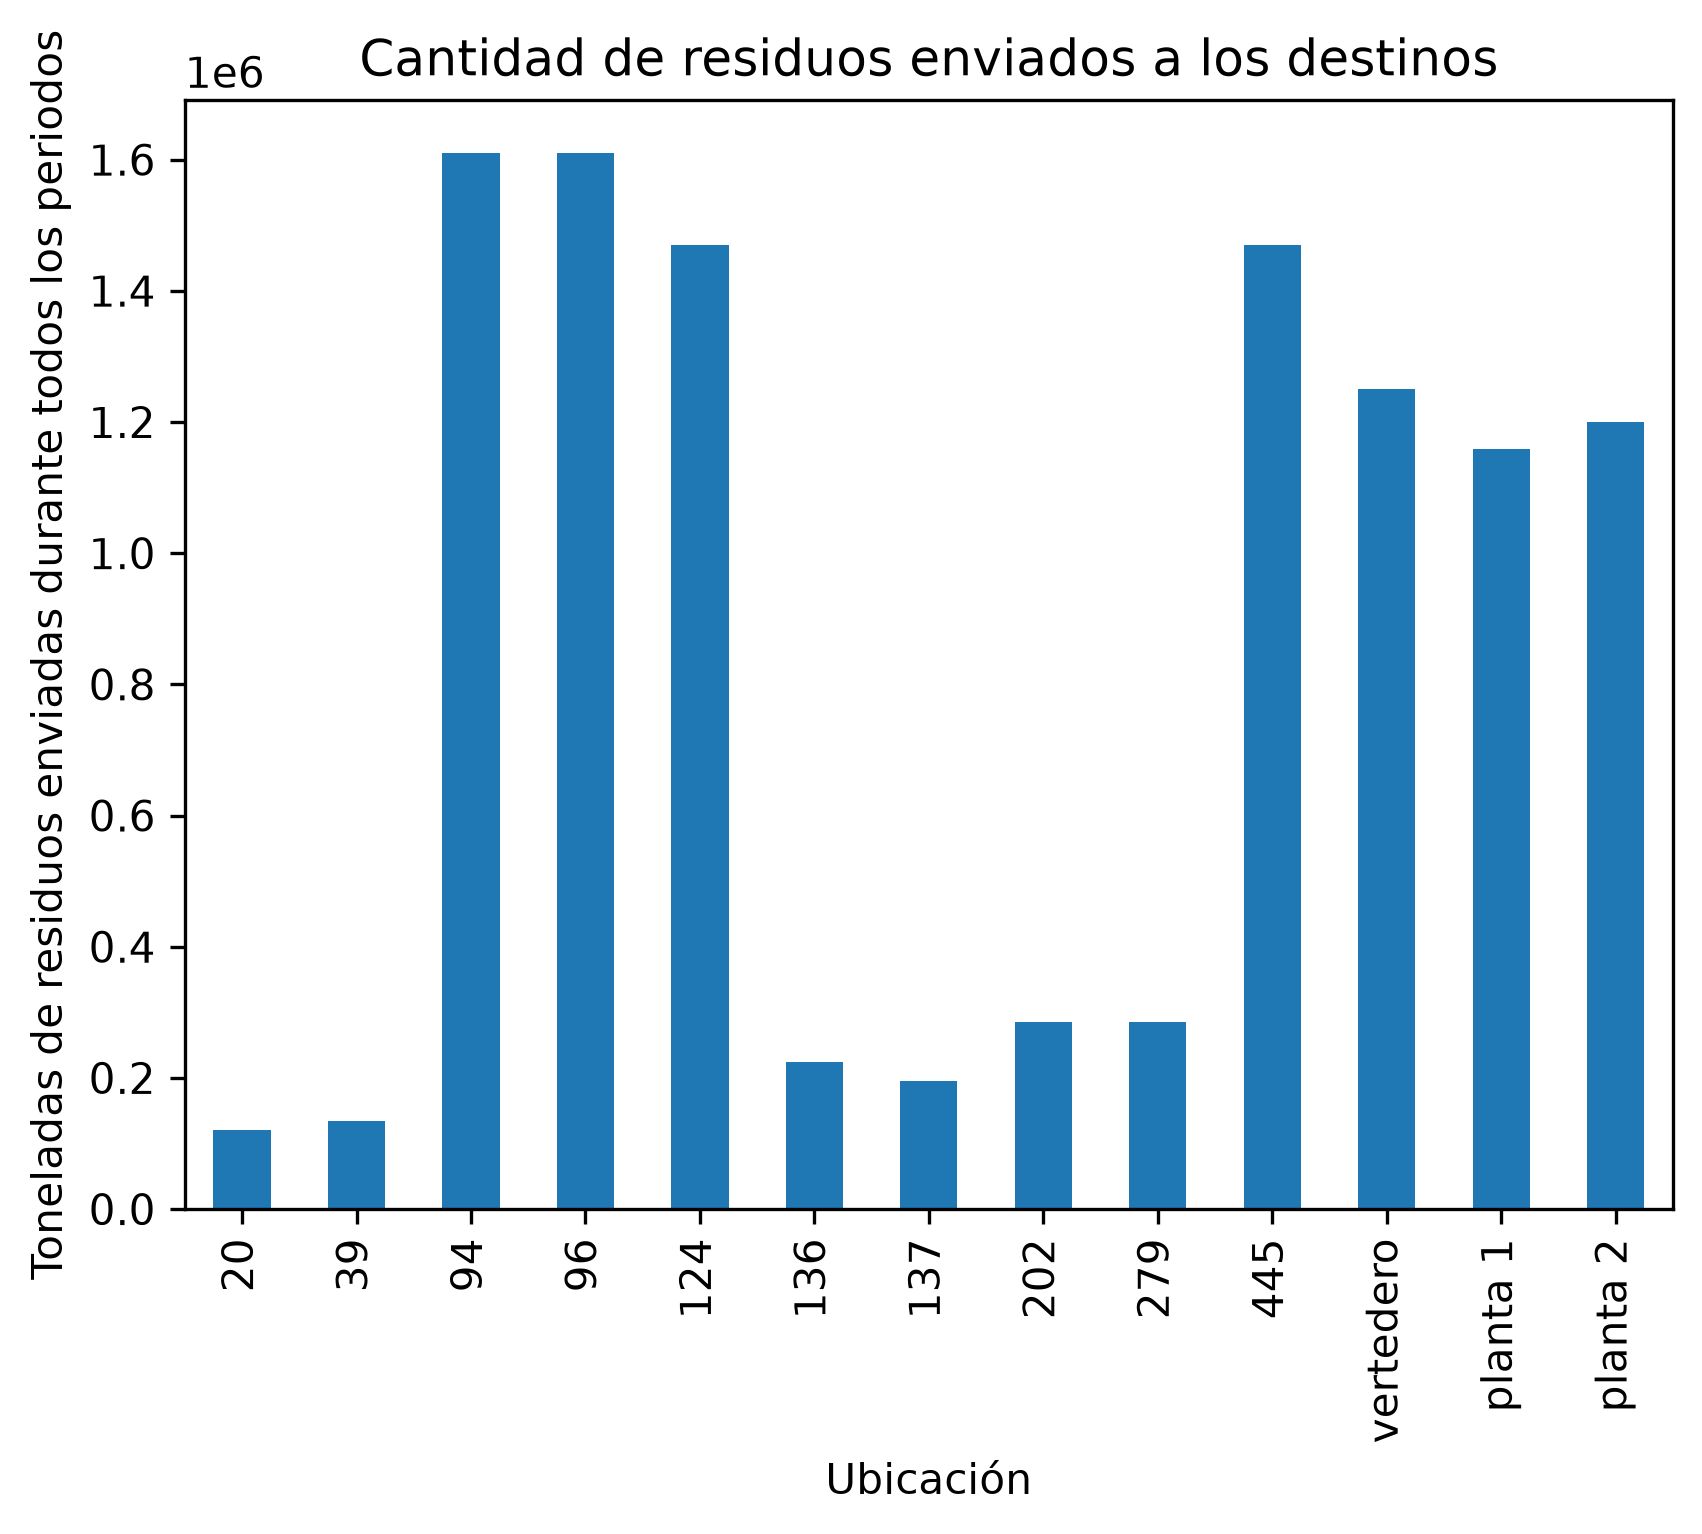 Cantidad de residuos enviados a los destinos
1e6
Toneladas de residuos enviadas durante todos los periodos
1.6
1.4
1.2
1.0
0.8
0.6
0.4
0.2
0.0
20
39
94
96
124
136
137
202
279
445
vertedero
planta 1
planta 2
Ubicación